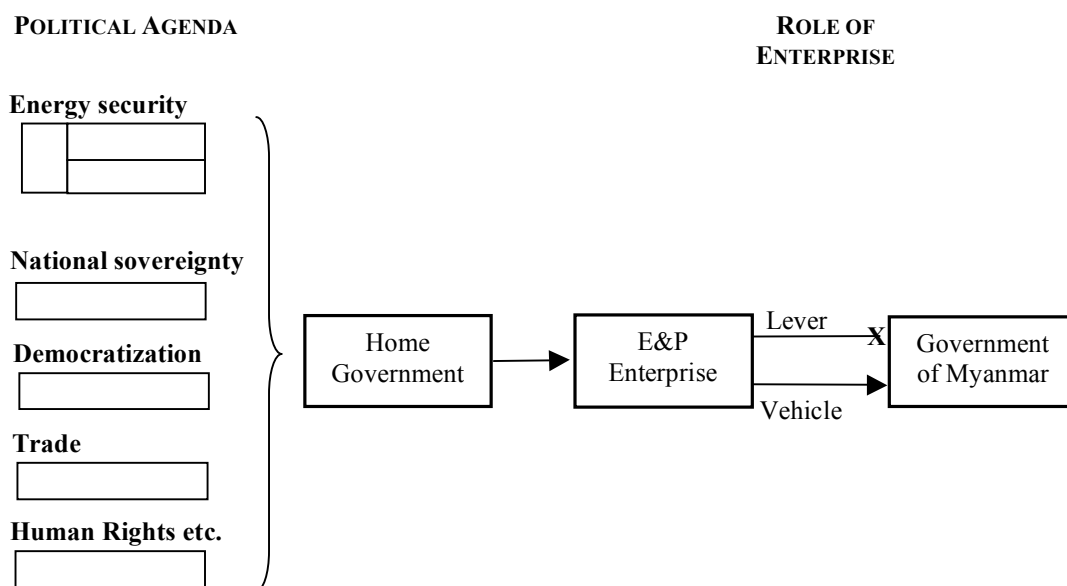 POLITICAL AGENDA
ROLE OF
ENTERPRISE
Energy security
National sovereignty
Democratization
Trade
Human Rights etc.
Home
Government
E&P
Enterprise
Lever
X
Vehicle
Government
of Myanmar